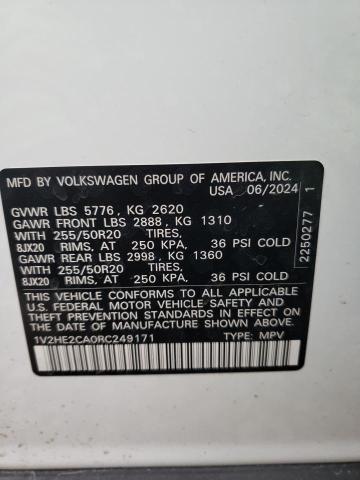 MFD BY VOLKSWAGEN GROUP OF AMERICA, INC.
USA 06/2024
GVWR LBS 5776 , KG 2620
GAWR FRONT LBS 2888 , KG 1310
WITH 255/50R20 TIRES,
8JX20 RIMS, AT 250 KPA, 36 PSI COLD
GAWR REAR LBS 2998 , KG 1360
WITH 255/50R20 TIRES,
8JX20 RIMS, AT 250 KPA, 36 PSI COLD
THIS VEHICLE CONFORMS TO ALL APPLICABLE
U.S. FEDERAL MOTOR VEHICLE SAFETY AND
THEFT PREVENTION STANDARDS IN EFFECT ON THE
DATE OF MANUFACTURE SHOWN ABOVE.
1V2HE2CA0RC249171 TYPE: MPV
2250277 1